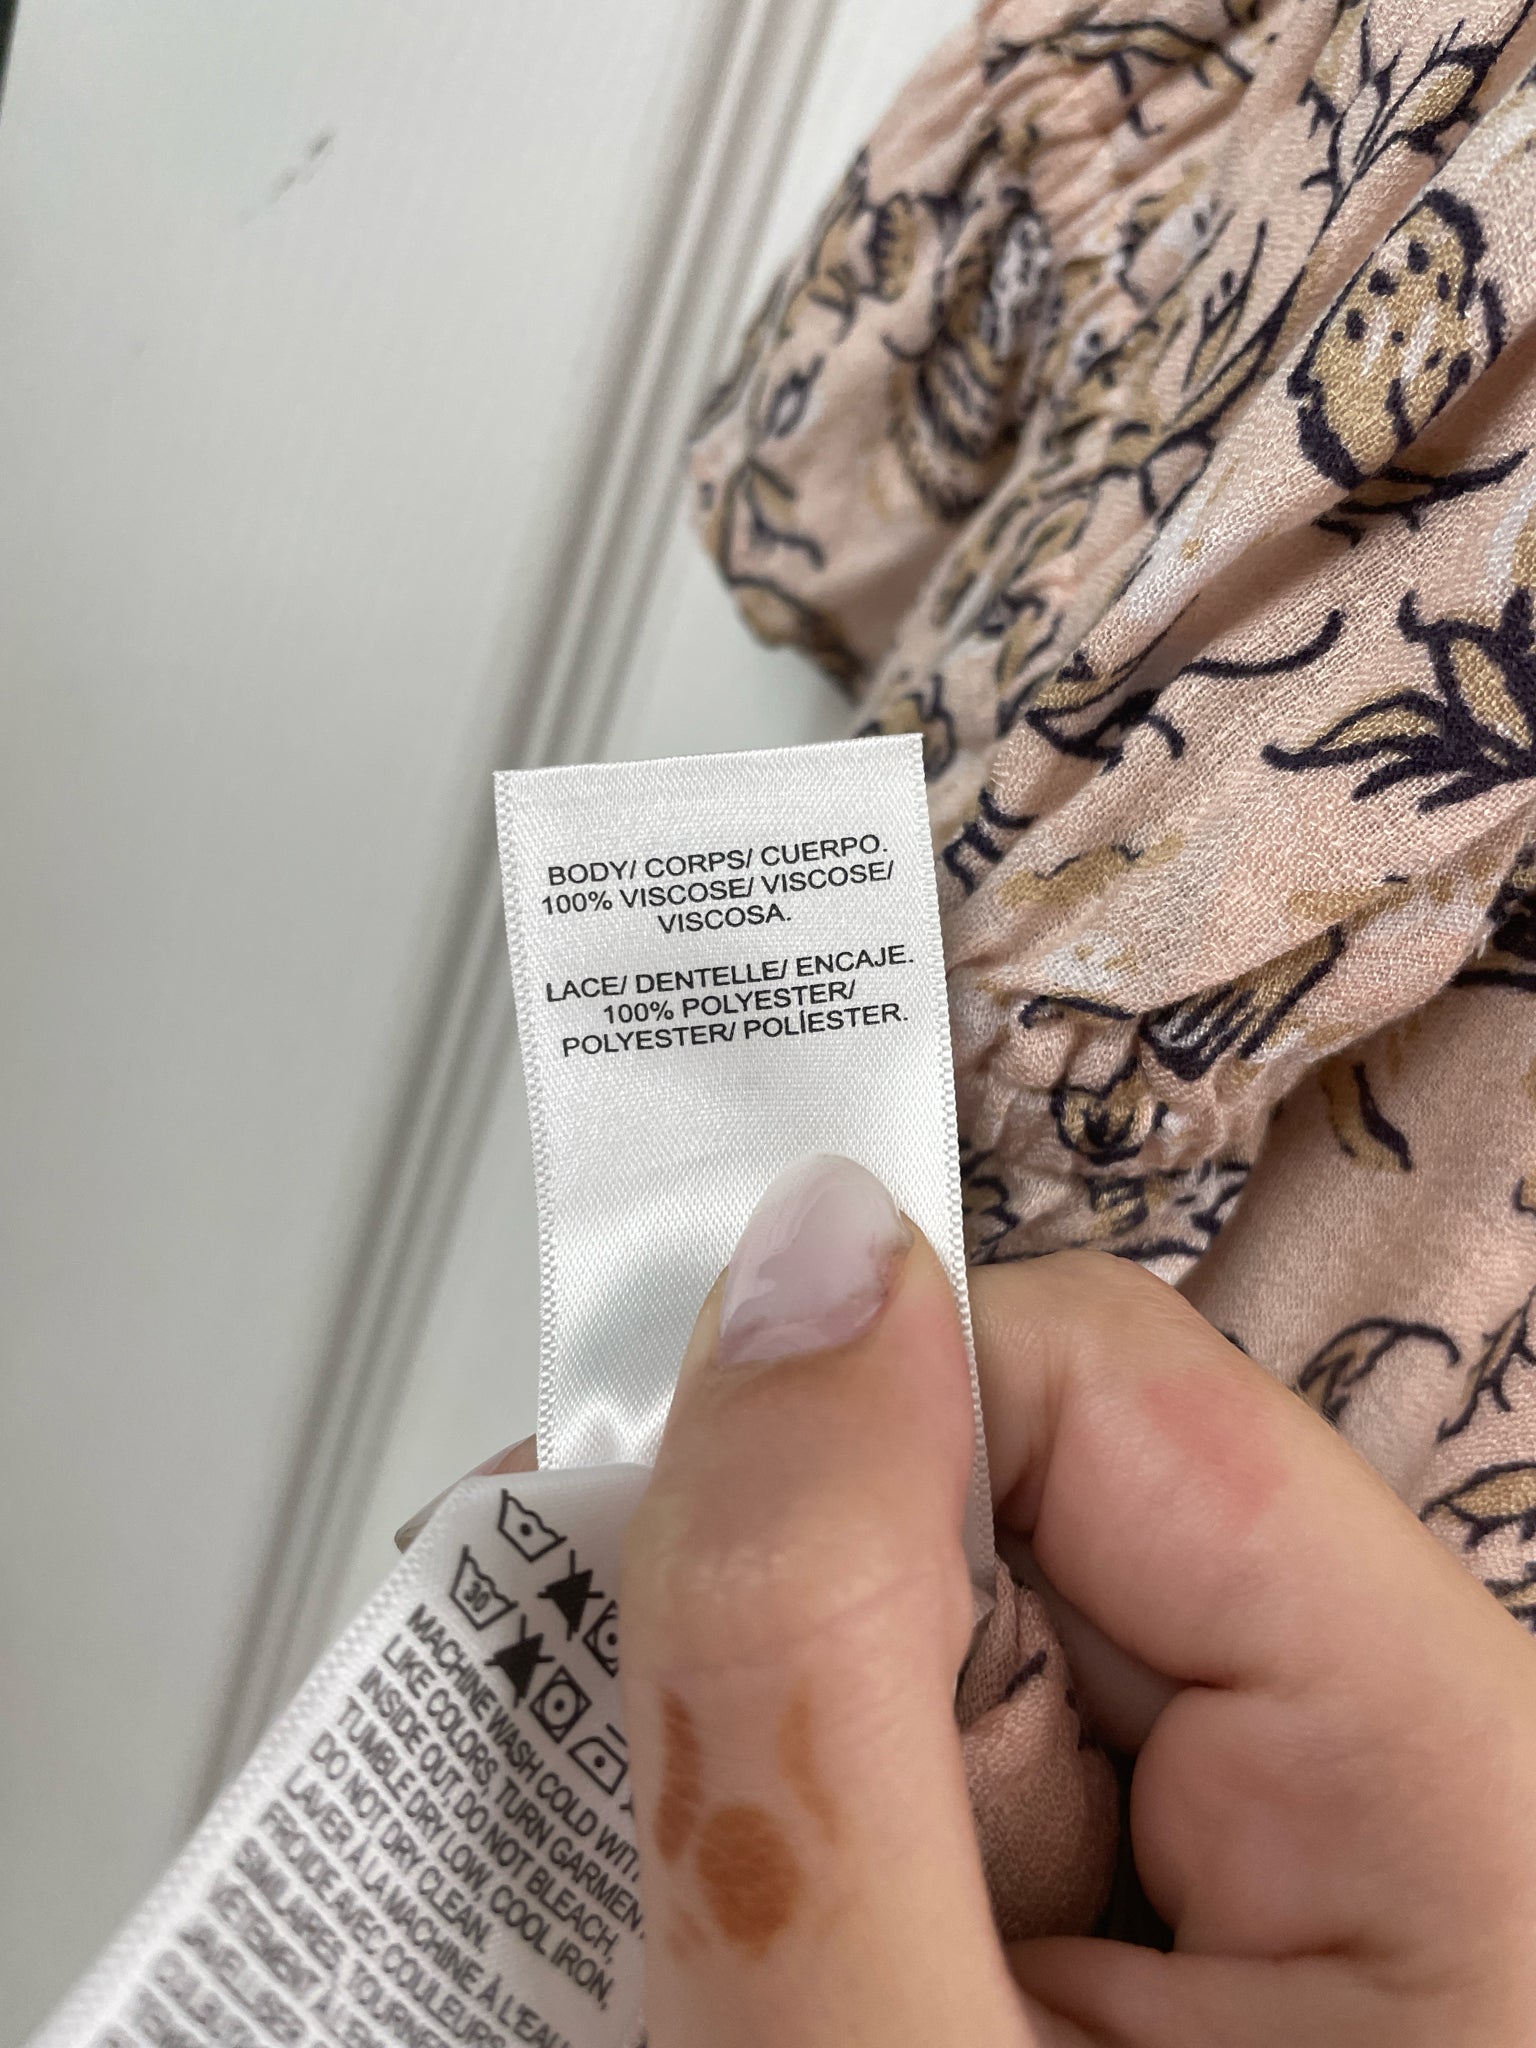 BODY/ CORPS/ CUERPO.
100% VISCOSE/ VISCOSE/
VISCOSA.
LACE/ DENTELLE/ ENCAJE.
100% POLYESTER/
POLYESTER/ POLÍESTER.
30
MACHINE WASH COLD WITH
LIKE COLORS, TURN GARMENT
INSIDE OUT, DO NOT BLEACH,
TUMBLE DRY LOW, COOL IRON,
DO NOT DRY CLEAN.
LAVER À LA MACHINE À L'EAU
FROIDE AVEC COULEURS
SIMILAIRES, TOURNER
VÊTEMENT À